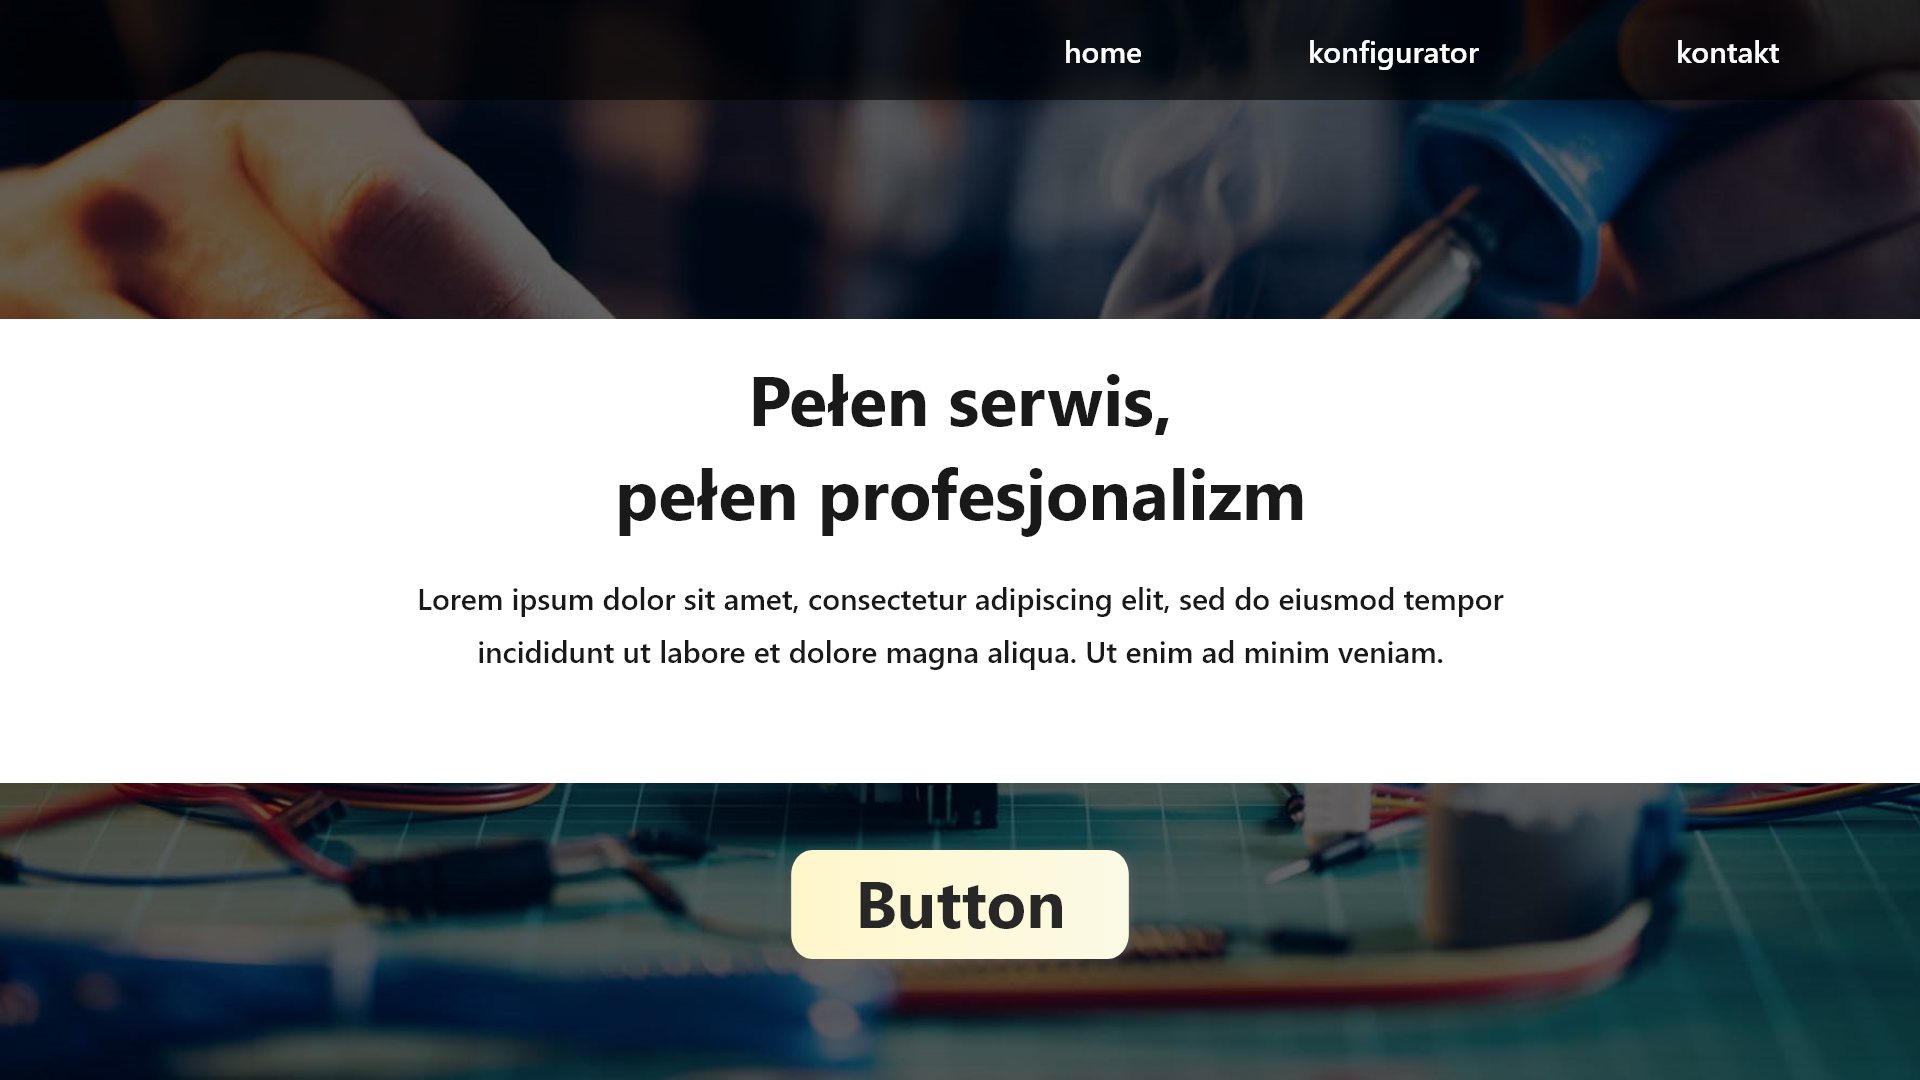 home konfigurator kontakt
Pełen serwis,
pełen profesjonalizm
Lorem ipsum dolor sit amet, consectetur adipiscing elit, sed do eiusmod tempor
incididunt ut labore et dolore magna aliqua. Ut enim ad minim veniam.
Button